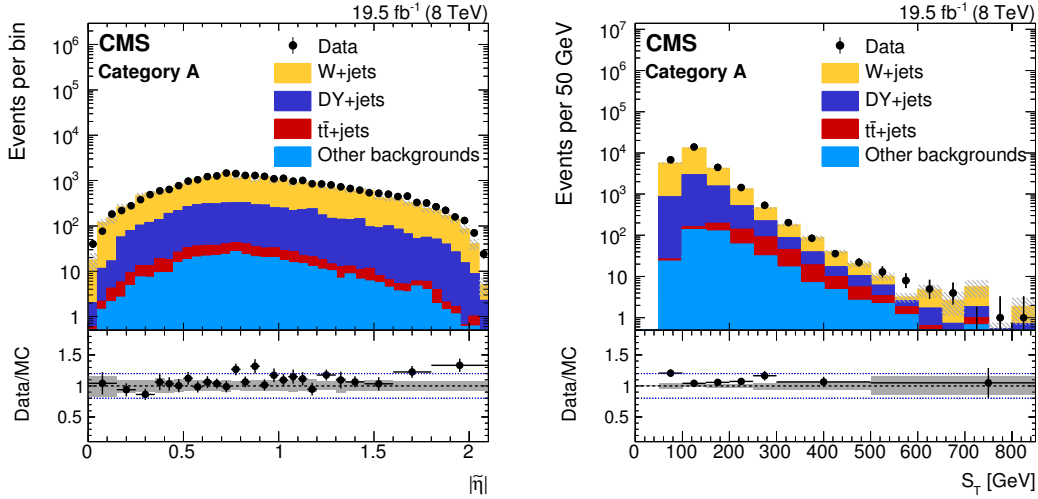 19.5 fb⁻¹ (8 TeV)
CMS
Category A
Data
W+jets
DY+jets
tt̄+jets
Other backgrounds
Events per bin
10⁶
10⁵
10⁴
10³
10²
10
1
Data/MC
1.5
1
0.5
0 0.5 1 1.5 2
|η̃|
19.5 fb⁻¹ (8 TeV)
CMS
Category A
Data
W+jets
DY+jets
tt̄+jets
Other backgrounds
Events per 50 GeV
10⁷
10⁶
10⁵
10⁴
10³
10²
10
1
Data/MC
1.5
1
0.5
0 100 200 300 400 500 600 700 800
S_T [GeV]